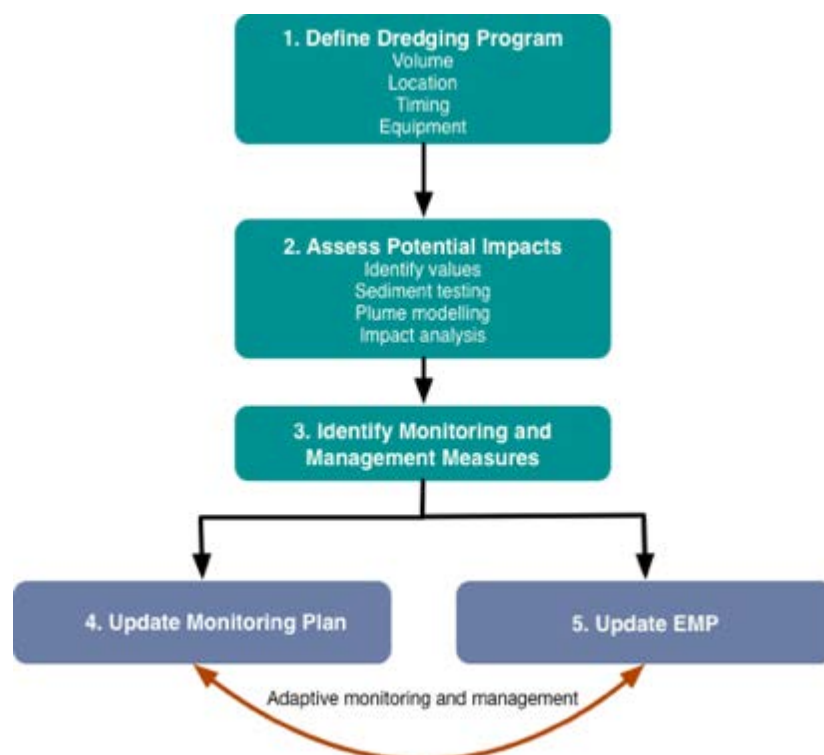 1. Define Dredging Program
Volume
Location
Timing
Equipment
2. Assess Potential Impacts
Identify values
Sediment testing
Plume modelling
Impact analysis
3. Identify Monitoring and
Management Measures
4. Update Monitoring Plan
5. Update EMP
Adaptive monitoring and management